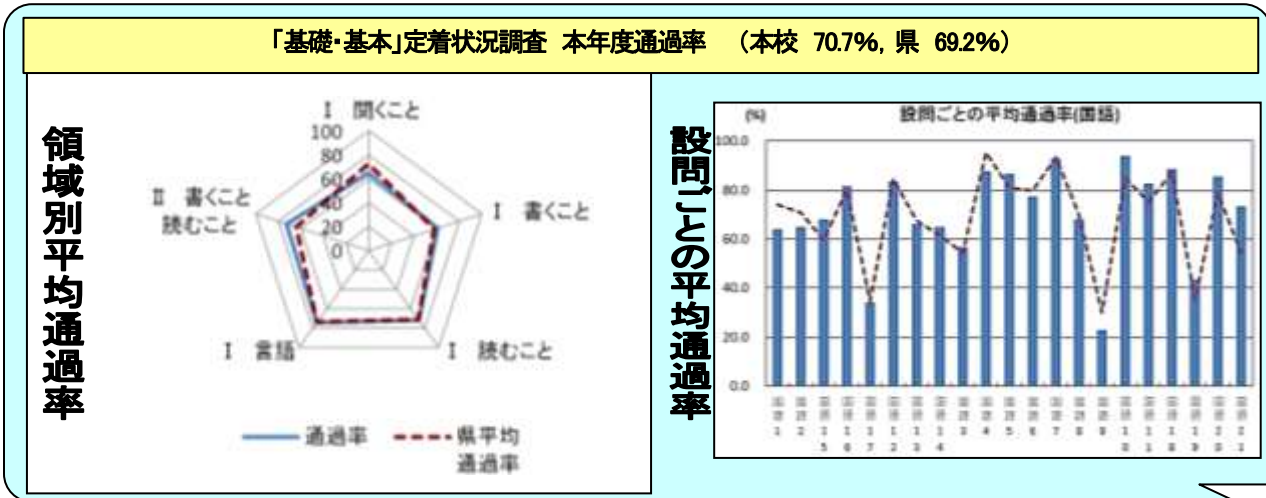 「基礎・基本」定着状況調査 本年度通過率 （本校 70.7%, 県 69.2%）
領域別平均通過率
Ⅰ 聞くこと
100
80
60
40
20
0
Ⅱ 書くこと
読むこと
Ⅰ 書くこと
Ⅰ 言語
Ⅰ 読むこと
通過率
県平均
通過率
設問ごとの平均通過率
(%)
設問ごとの平均通過率(国語)
100.0
80.0
60.0
40.0
20.0
0.0